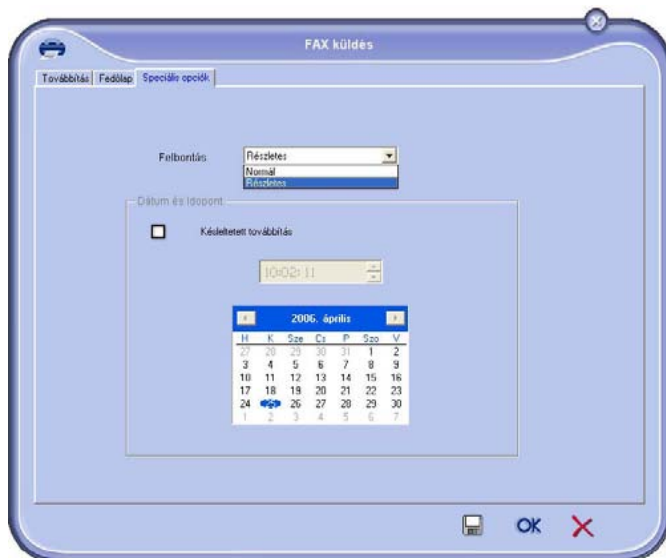 FAX küldés
Továbbítás Fedőlap Speciális opciók
Felbontás Részletes
Normál
Részletes
Dátum és Időpont
Késleltetett továbbítás
10:02:11
2006. április
H K Sze Cs P Szo V
27 28 29 30 31 1 2
3 4 5 6 7 8 9
10 11 12 13 14 15 16
17 18 19 20 21 22 23
24 25 26 27 28 29 30
1 2 3 4 5 6 7
OK